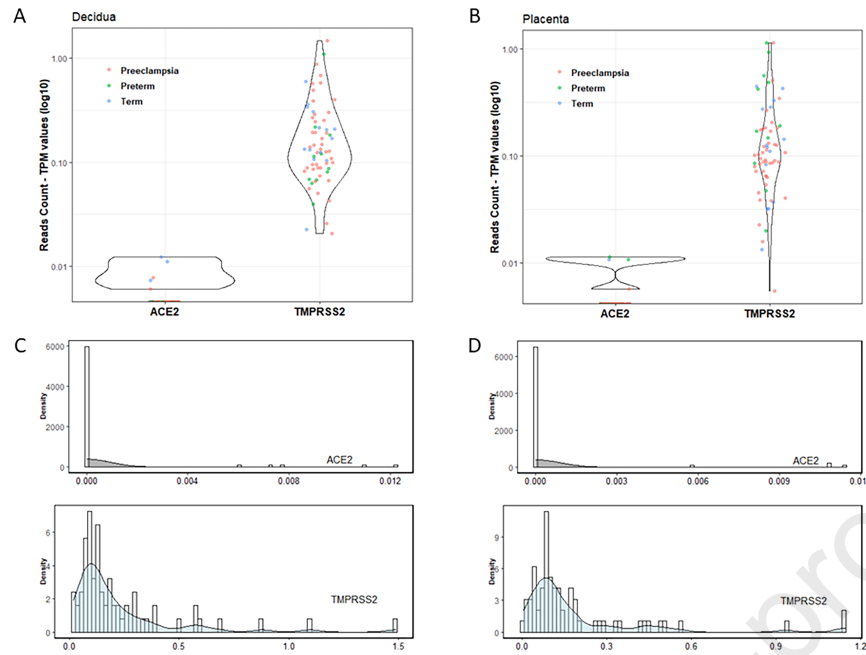 A
Decidua
Reads Count - TPM values (log10)
1.00
0.10
0.01
Preeclampsia
Preterm
Term
ACE2
TMPRSS2
B
Placenta
Reads Count - TPM values (log10)
1.00
0.10
0.01
Preeclampsia
Preterm
Term
ACE2
TMPRSS2
C
Density
6000
4000
2000
0
ACE2
0.000
0.004
0.008
0.012
Density
6
4
2
0
TMPRSS2
0.0
0.5
1.0
1.5
D
Density
6000
4000
2000
0
ACE2
0.000
0.003
0.006
0.009
0.01
Density
9
6
3
0
TMPRSS2
0.0
0.3
0.6
0.9
1.2
pro